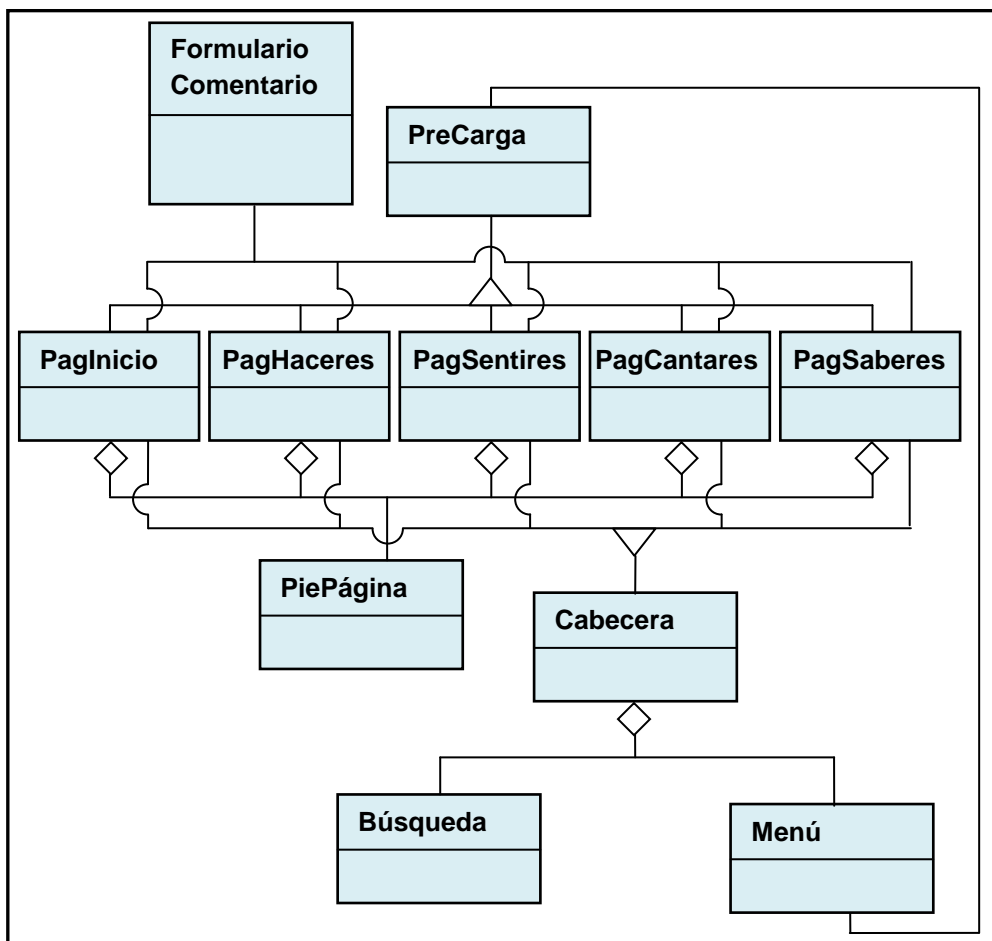 Formulario
Comentario
PreCarga
PagInicio
PagHaceres
PagSentires
PagCantares
PagSaberes
PiePágina
Cabecera
Búsqueda
Menú